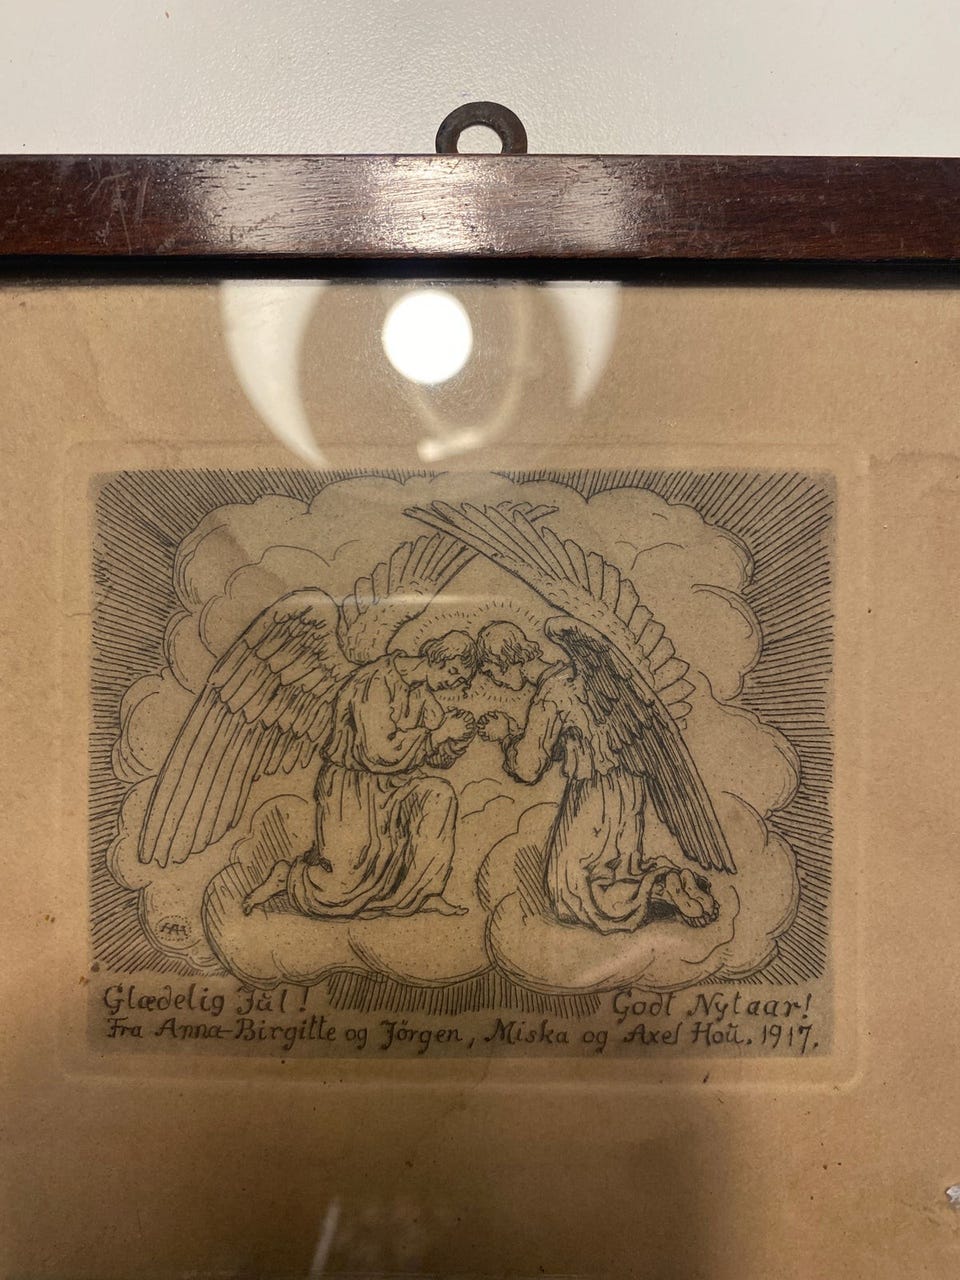 Glædelig Jul! Godt Nytaar!
Fra Anna-Birgitte og Jörgen, Miska og Axel Hou. 1917.